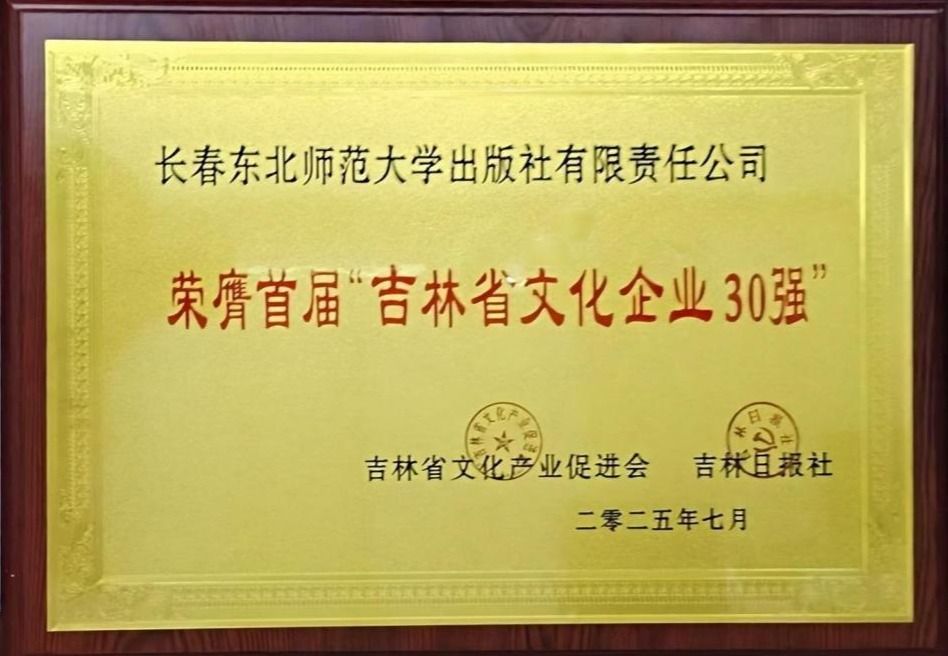 长春东北师范大学出版社有限责任公司
荣膺首届“吉林省文化企业30强”
吉林省文化产业促进会 吉林日报社
二零二五年七月